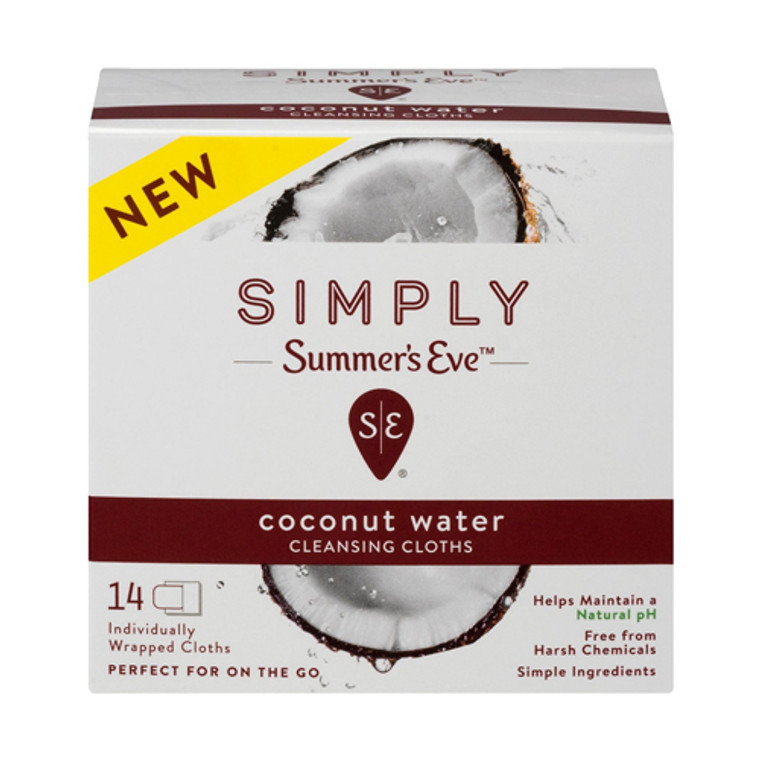 SIMPLY
Summer's Eve™
S|E
®
coconut water
CLEANSING CLOTHS
NEW
SIMPLY
Summer's Eve™
S|E
®
coconut water
CLEANSING CLOTHS
14
Individually
Wrapped Cloths
PERFECT FOR ON THE GO
Helps Maintain a
Natural pH
Free from
Harsh Chemicals
Simple Ingredients